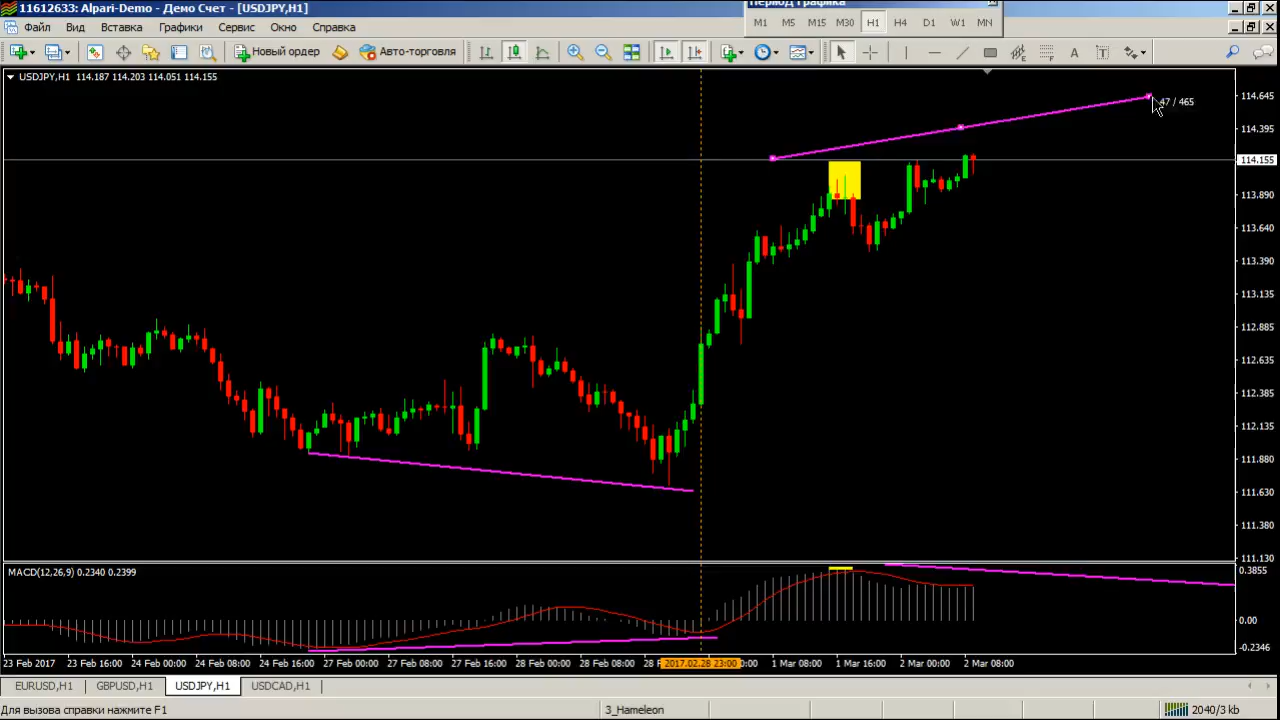 11612633: Alpari-Demo - Демо Счет - [USDJPY,H1]
Период графика
Файл Вид Вставка Графики Сервис Окно Справка
M1 M5 M15 M30 H1 H4 D1 W1 MN
Новый ордер Авто-торговля
A T
USDJPY,H1 114.187 114.203 114.051 114.155
47 / 465
114.645
114.395
114.155
113.890
113.640
113.390
113.135
112.885
112.635
112.385
112.135
111.880
111.630
111.380
111.130
MACD(12,26,9) 0.2340 0.2399
0.3855
0.00
-0.2346
23 Feb 2017 23 Feb 16:00 24 Feb 00:00 24 Feb 08:00 24 Feb 16:00 27 Feb 00:00 27 Feb 08:00 27 Feb 16:00 28 Feb 00:00 28 Feb 08:00 28 2017.02.28 23:00 0:00 1 Mar 08:00 1 Mar 16:00 2 Mar 00:00 2 Mar 08:00
EURUSD,H1 GBPUSD,H1 USDJPY,H1 USDCAD,H1
Для вызова справки нажмите F1 3_Hameleon 2040/3 kb